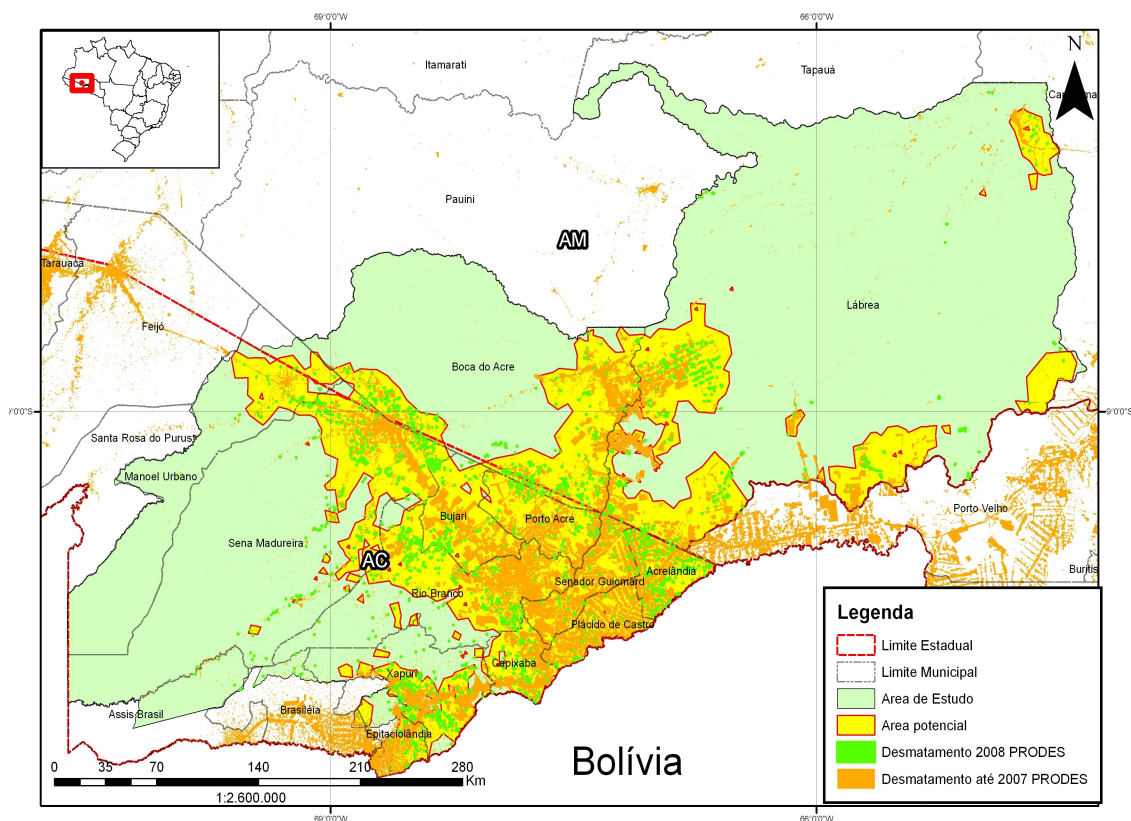 69°0'0"W
66°0'0"W
N
Itamarati
Tapauá
Pauini
AM
Tarauacá
Feijó
Lábrea
Boca do Acre
9°0'0"S
Santa Rosa do Purus
Manoel Urbano
Porto Velho
Bujari
Porto Acre
Sena Madureira
AC
Acrelândia
Senador Guiomard
Buritis
Rio Branco
Plácido de Castro
Capixaba
Xapuri
Assis Brasil
Brasiléia
Epitaciolândia
Bolívia
0 35 70 140 210 280
Km
1:2.600.000
69°0'0"W
66°0'0"W
Legenda
Limite Estadual
Limite Municipal
Area de Estudo
Area potencial
Desmatamento 2008 PRODES
Desmatamento até 2007 PRODES